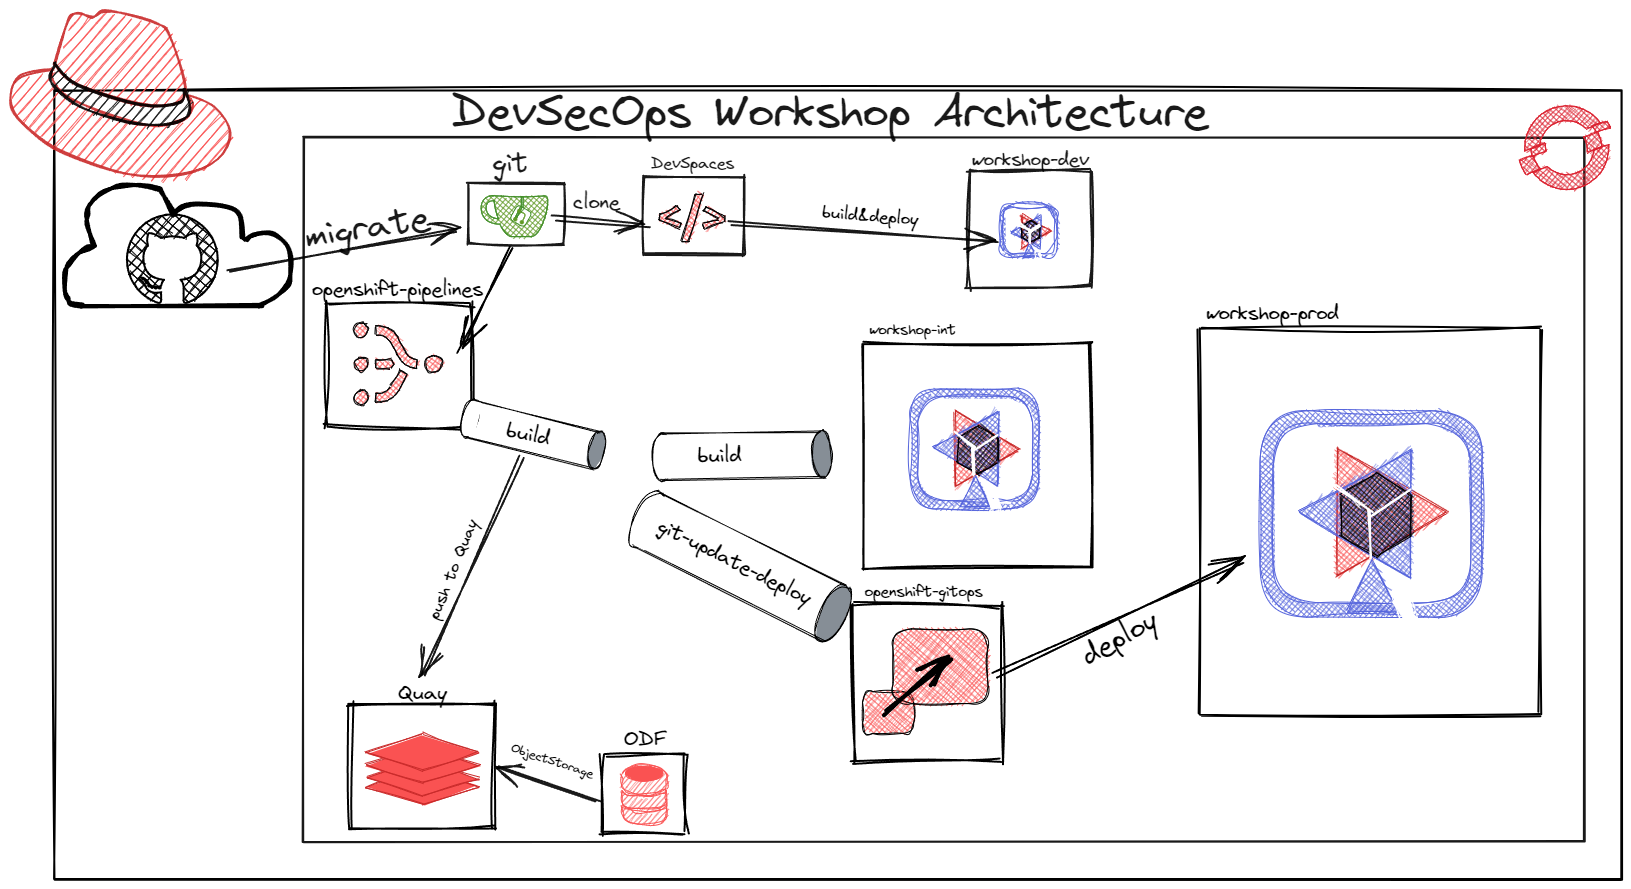 DevSecOps Workshop Architecture
git
DevSpaces
workshop-dev
migrate
clone
build&deploy
h
openshift-pipelines
workshop-int
workshop-prod
build
build
git-update-deploy
push to Quay
openshift-gitops
deploy
Quay
ObjectStorage
ODF